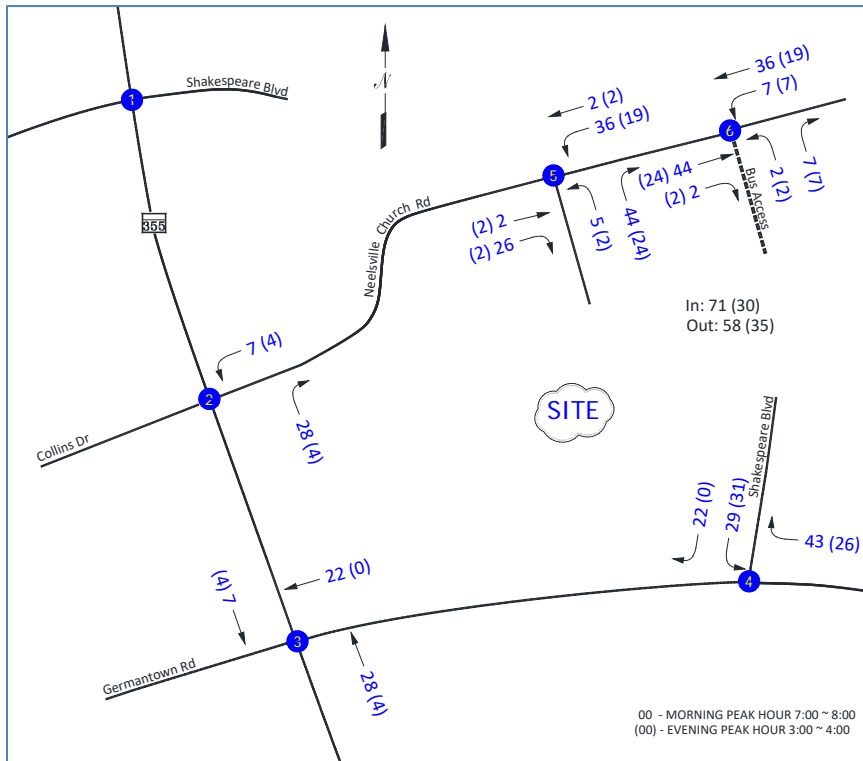 Shakespeare Blvd
1
N
36 (19)
7 (7)
6
2 (2)
36 (19)
5
(24) 44
(2) 2
Bus Access
2 (2)
7 (7)
355
Neelsville Church Rd
(2) 2
(2) 26
5 (2)
44 (24)
In: 71 (30)
Out: 58 (35)
7 (4)
2
Collins Dr
28 (4)
SITE
Shakespeare Blvd
22 (0)
29 (31)
43 (26)
4
(4) 7
22 (0)
3
Germantown Rd
28 (4)
00 - MORNING PEAK HOUR 7:00 ~ 8:00
(00) - EVENING PEAK HOUR 3:00 ~ 4:00